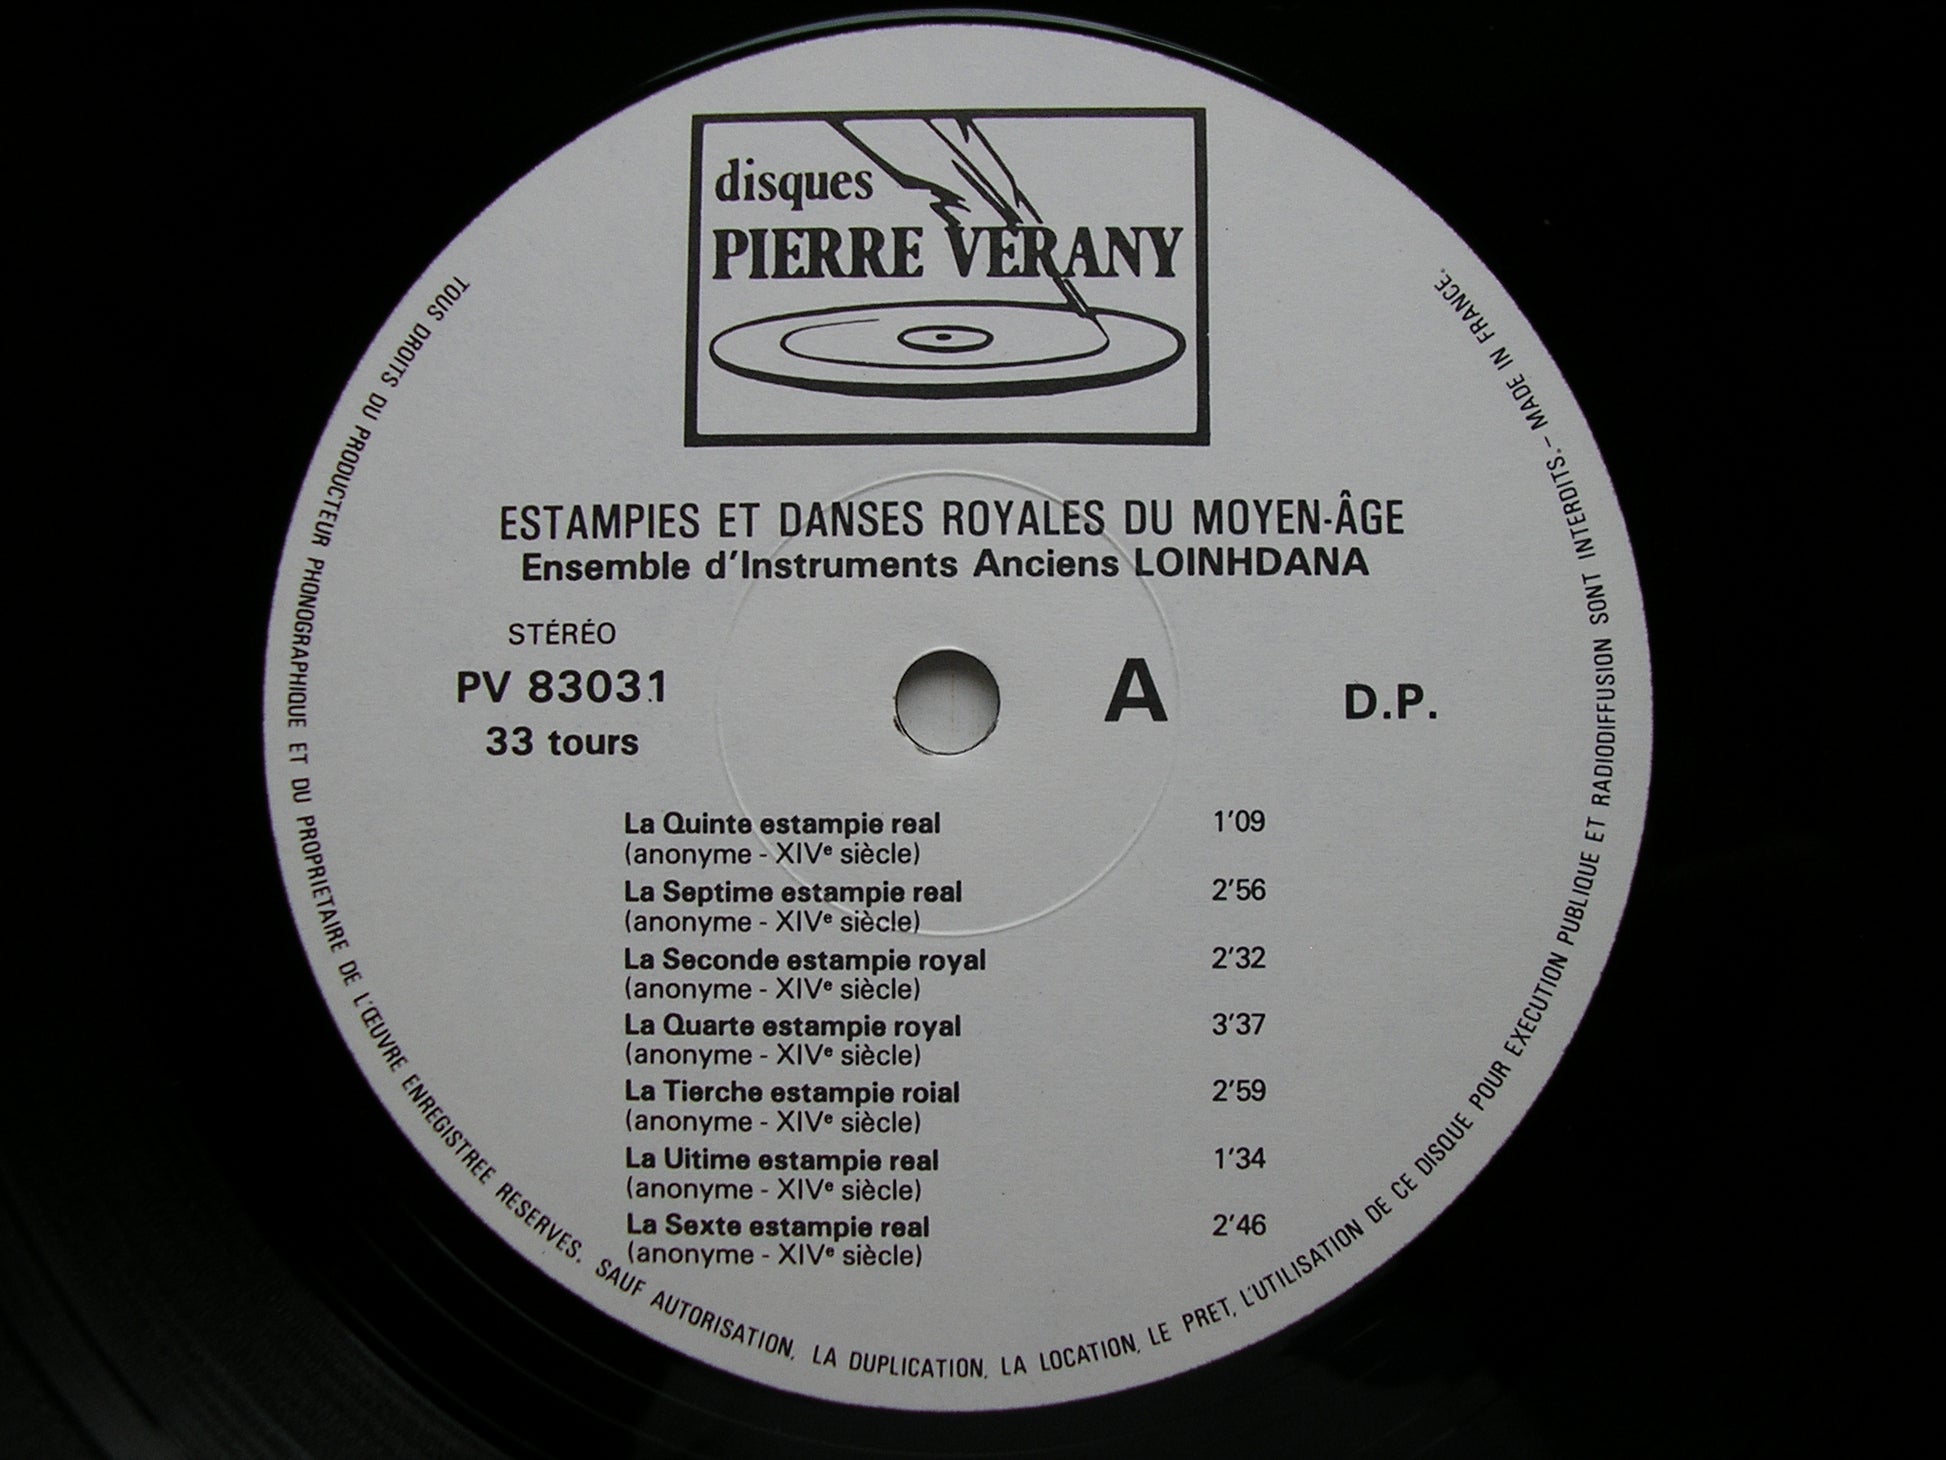 disques
PIERRE VERANY
ESTAMPIES ET DANSES ROYALES DU MOYEN-ÂGE
Ensemble d'Instruments Anciens LOINHDANA
STÉRÉO
PV 83031
33 tours
A
D.P.
La Quinte estampie real 1'09
(anonyme - XIVᵉ siècle)
La Septime estampie real 2'56
(anonyme - XIVᵉ siècle)
La Seconde estampie royal 2'32
(anonyme - XIVᵉ siècle)
La Quarte estampie royal 3'37
(anonyme - XIVᵉ siècle)
La Tierche estampie roial 2'59
(anonyme - XIVᵉ siècle)
La Uitime estampie real 1'34
(anonyme - XIVᵉ siècle)
La Sexte estampie real 2'46
(anonyme - XIVᵉ siècle)
TOUS DROITS DU PRODUCTEUR PHONOGRAPHIQUE ET DU PROPRIETAIRE DE L'ŒUVRE ENREGISTREE RESERVES. SAUF AUTORISATION, LA DUPLICATION, LA LOCATION, LE PRET, L'UTILISATION DE CE DISQUE POUR EXECUTION PUBLIQUE ET RADIODIFFUSION SONT INTERDITS.- MADE IN FRANCE.